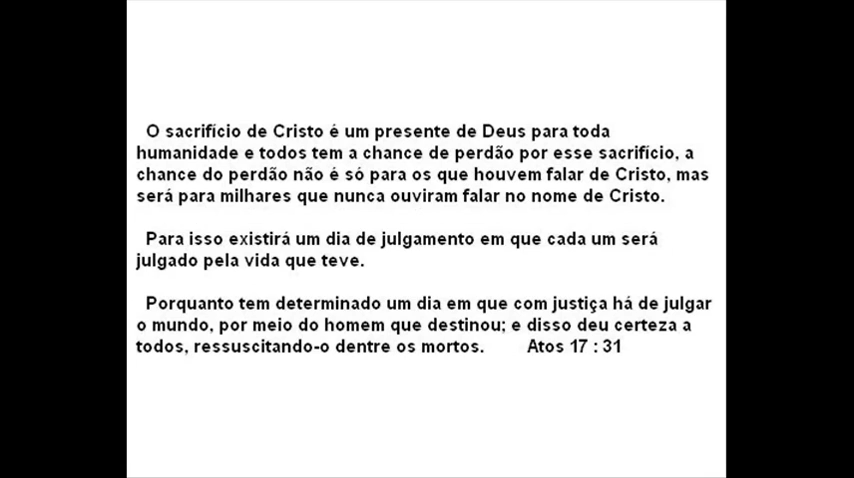 O sacrifício de Cristo é um presente de Deus para toda
humanidade e todos tem a chance de perdão por esse sacrifício, a
chance do perdão não é só para os que houvem falar de Cristo, mas
será para milhares que nunca ouviram falar no nome de Cristo.
Para isso existirá um dia de julgamento em que cada um será
julgado pela vida que teve.
Porquanto tem determinado um dia em que com justiça há de julgar
o mundo, por meio do homem que destinou; e disso deu certeza a
todos, ressuscitando-o dentre os mortos. Atos 17 : 31